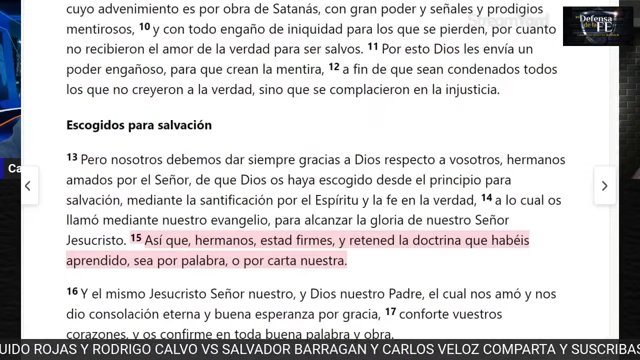 cuyo advenimiento es por obra de Satanás, con gran poder y señales y prodigios
mentirosos, 10 y con todo engaño de iniquidad para los que se pierden, por cuanto
no recibieron el amor de la verdad para ser salvos. 11 Por esto Dios les envía un
poder engañoso, para que crean la mentira, 12 a fin de que sean condenados todos
los que no creyeron a la verdad, sino que se complacieron en la injusticia.
Escogidos para salvación
13 Pero nosotros debemos dar siempre gracias a Dios respecto a vosotros, hermanos
amados por el Señor, de que Dios os haya escogido desde el principio para
salvación, mediante la santificación por el Espíritu y la fe en la verdad, 14 a lo cual os
llamó mediante nuestro evangelio, para alcanzar la gloria de nuestro Señor
Jesucristo. 15 Así que, hermanos, estad firmes, y retened la doctrina que habéis
aprendido, sea por palabra, o por carta nuestra.
16 Y el mismo Jesucristo Señor nuestro, y Dios nuestro Padre, el cual nos amó y nos
dio consolación eterna y buena esperanza por gracia, 17 conforte vuestros
corazones, y os confirme en toda buena palabra y obra.
StreamYard
Defensa
de la
FE
Ca
UIDO ROJAS Y RODRIGO CALVO VS SALVADOR BARRAGAN Y CARLOS VELOZ COMPARTA Y SUSCRIBAS